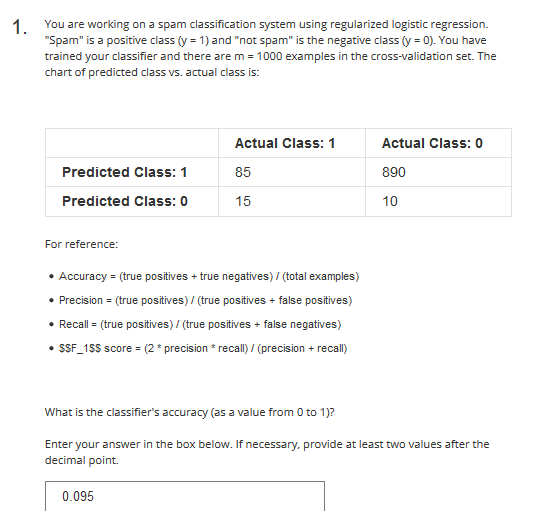 1. You are working on a spam classification system using regularized logistic regression.
"Spam" is a positive class (y = 1) and "not spam" is the negative class (y = 0). You have
trained your classifier and there are m = 1000 examples in the cross-validation set. The
chart of predicted class vs. actual class is:
Actual Class: 1 Actual Class: 0
Predicted Class: 1 85 890
Predicted Class: 0 15 10
For reference:
• Accuracy = (true positives + true negatives) / (total examples)
• Precision = (true positives) / (true positives + false positives)
• Recall = (true positives) / (true positives + false negatives)
• $$F_1$$ score = (2 * precision * recall) / (precision + recall)
What is the classifier's accuracy (as a value from 0 to 1)?
Enter your answer in the box below. If necessary, provide at least two values after the
decimal point.
0.095